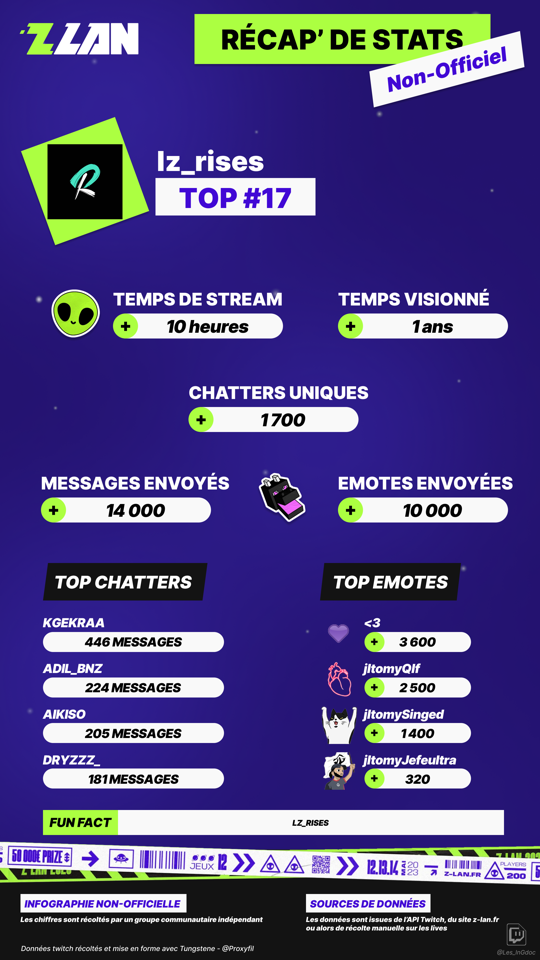 ZLAN
RÉCAP' DE STATS
Non-Officiel
lz_rises
TOP #17
TEMPS DE STREAM
TEMPS VISIONNÉ
+ 10 heures
+ 1 ans
CHATTERS UNIQUES
+ 1 700
MESSAGES ENVOYÉS
EMOTES ENVOYÉES
+ 14 000
+ 10 000
TOP CHATTERS
TOP EMOTES
KGEKRAA
446 MESSAGES
ADIL_BNZ
224 MESSAGES
AIKISO
205 MESSAGES
DRYZZZ_
181 MESSAGES
<3
+ 3 600
jltomyQlf
+ 2 500
jltomySinged
+ 1 400
jltomyJefeultra
+ 320
FUN FACT
LZ_RISES
50 000€ PRIZE
JEUX 12
12.13.14 MAI 2023
Z-LAN.FR
PLAYERS 200
INFOGRAPHIE NON-OFFICIELLE
Les chiffres sont récoltés par un groupe communautaire indépendant
SOURCES DE DONNÉES
Les données sont issues de l'API Twitch, du site z-lan.fr
ou alors de récolte manuelle sur les lives
Données twitch récoltés et mise en forme avec Tungstene - @Proxyfil
@Les_InGdoc